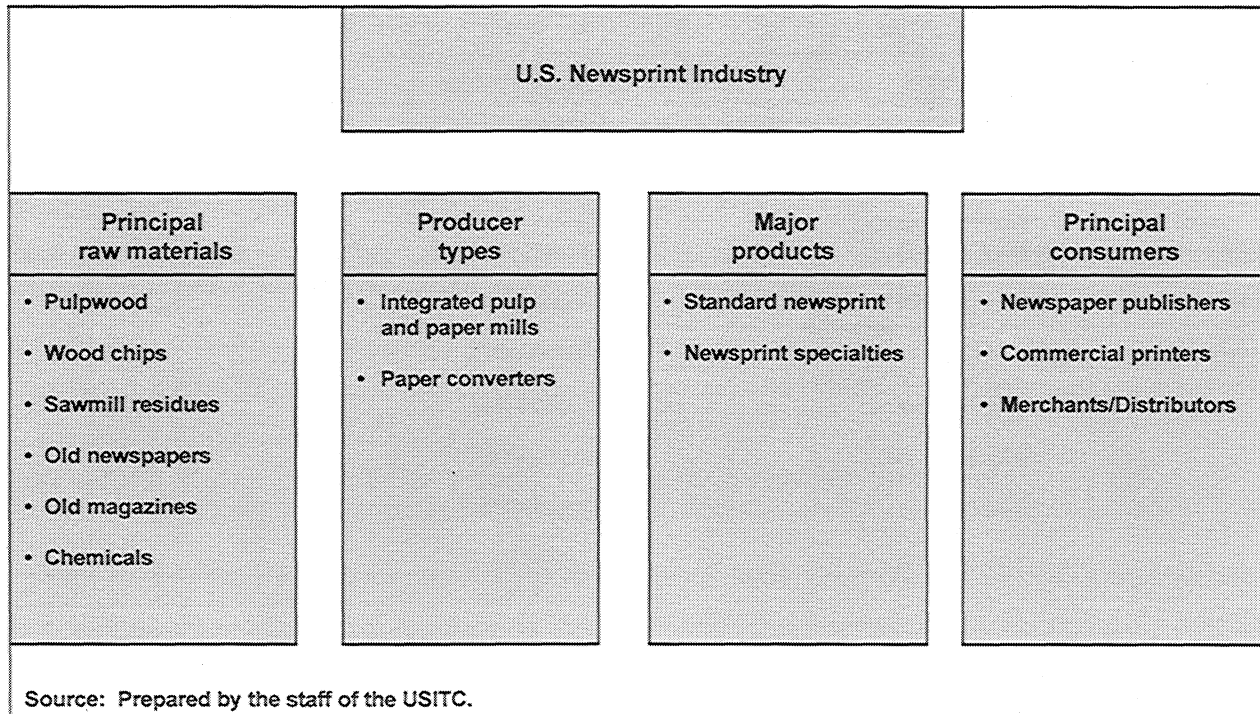 U.S. Newsprint Industry
Principal
raw materials
• Pulpwood
• Wood chips
• Sawmill residues
• Old newspapers
• Old magazines
• Chemicals
Producer
types
• Integrated pulp
and paper mills
• Paper converters
Major
products
• Standard newsprint
• Newsprint specialties
Principal
consumers
• Newspaper publishers
• Commercial printers
• Merchants/Distributors
Source: Prepared by the staff of the USITC.